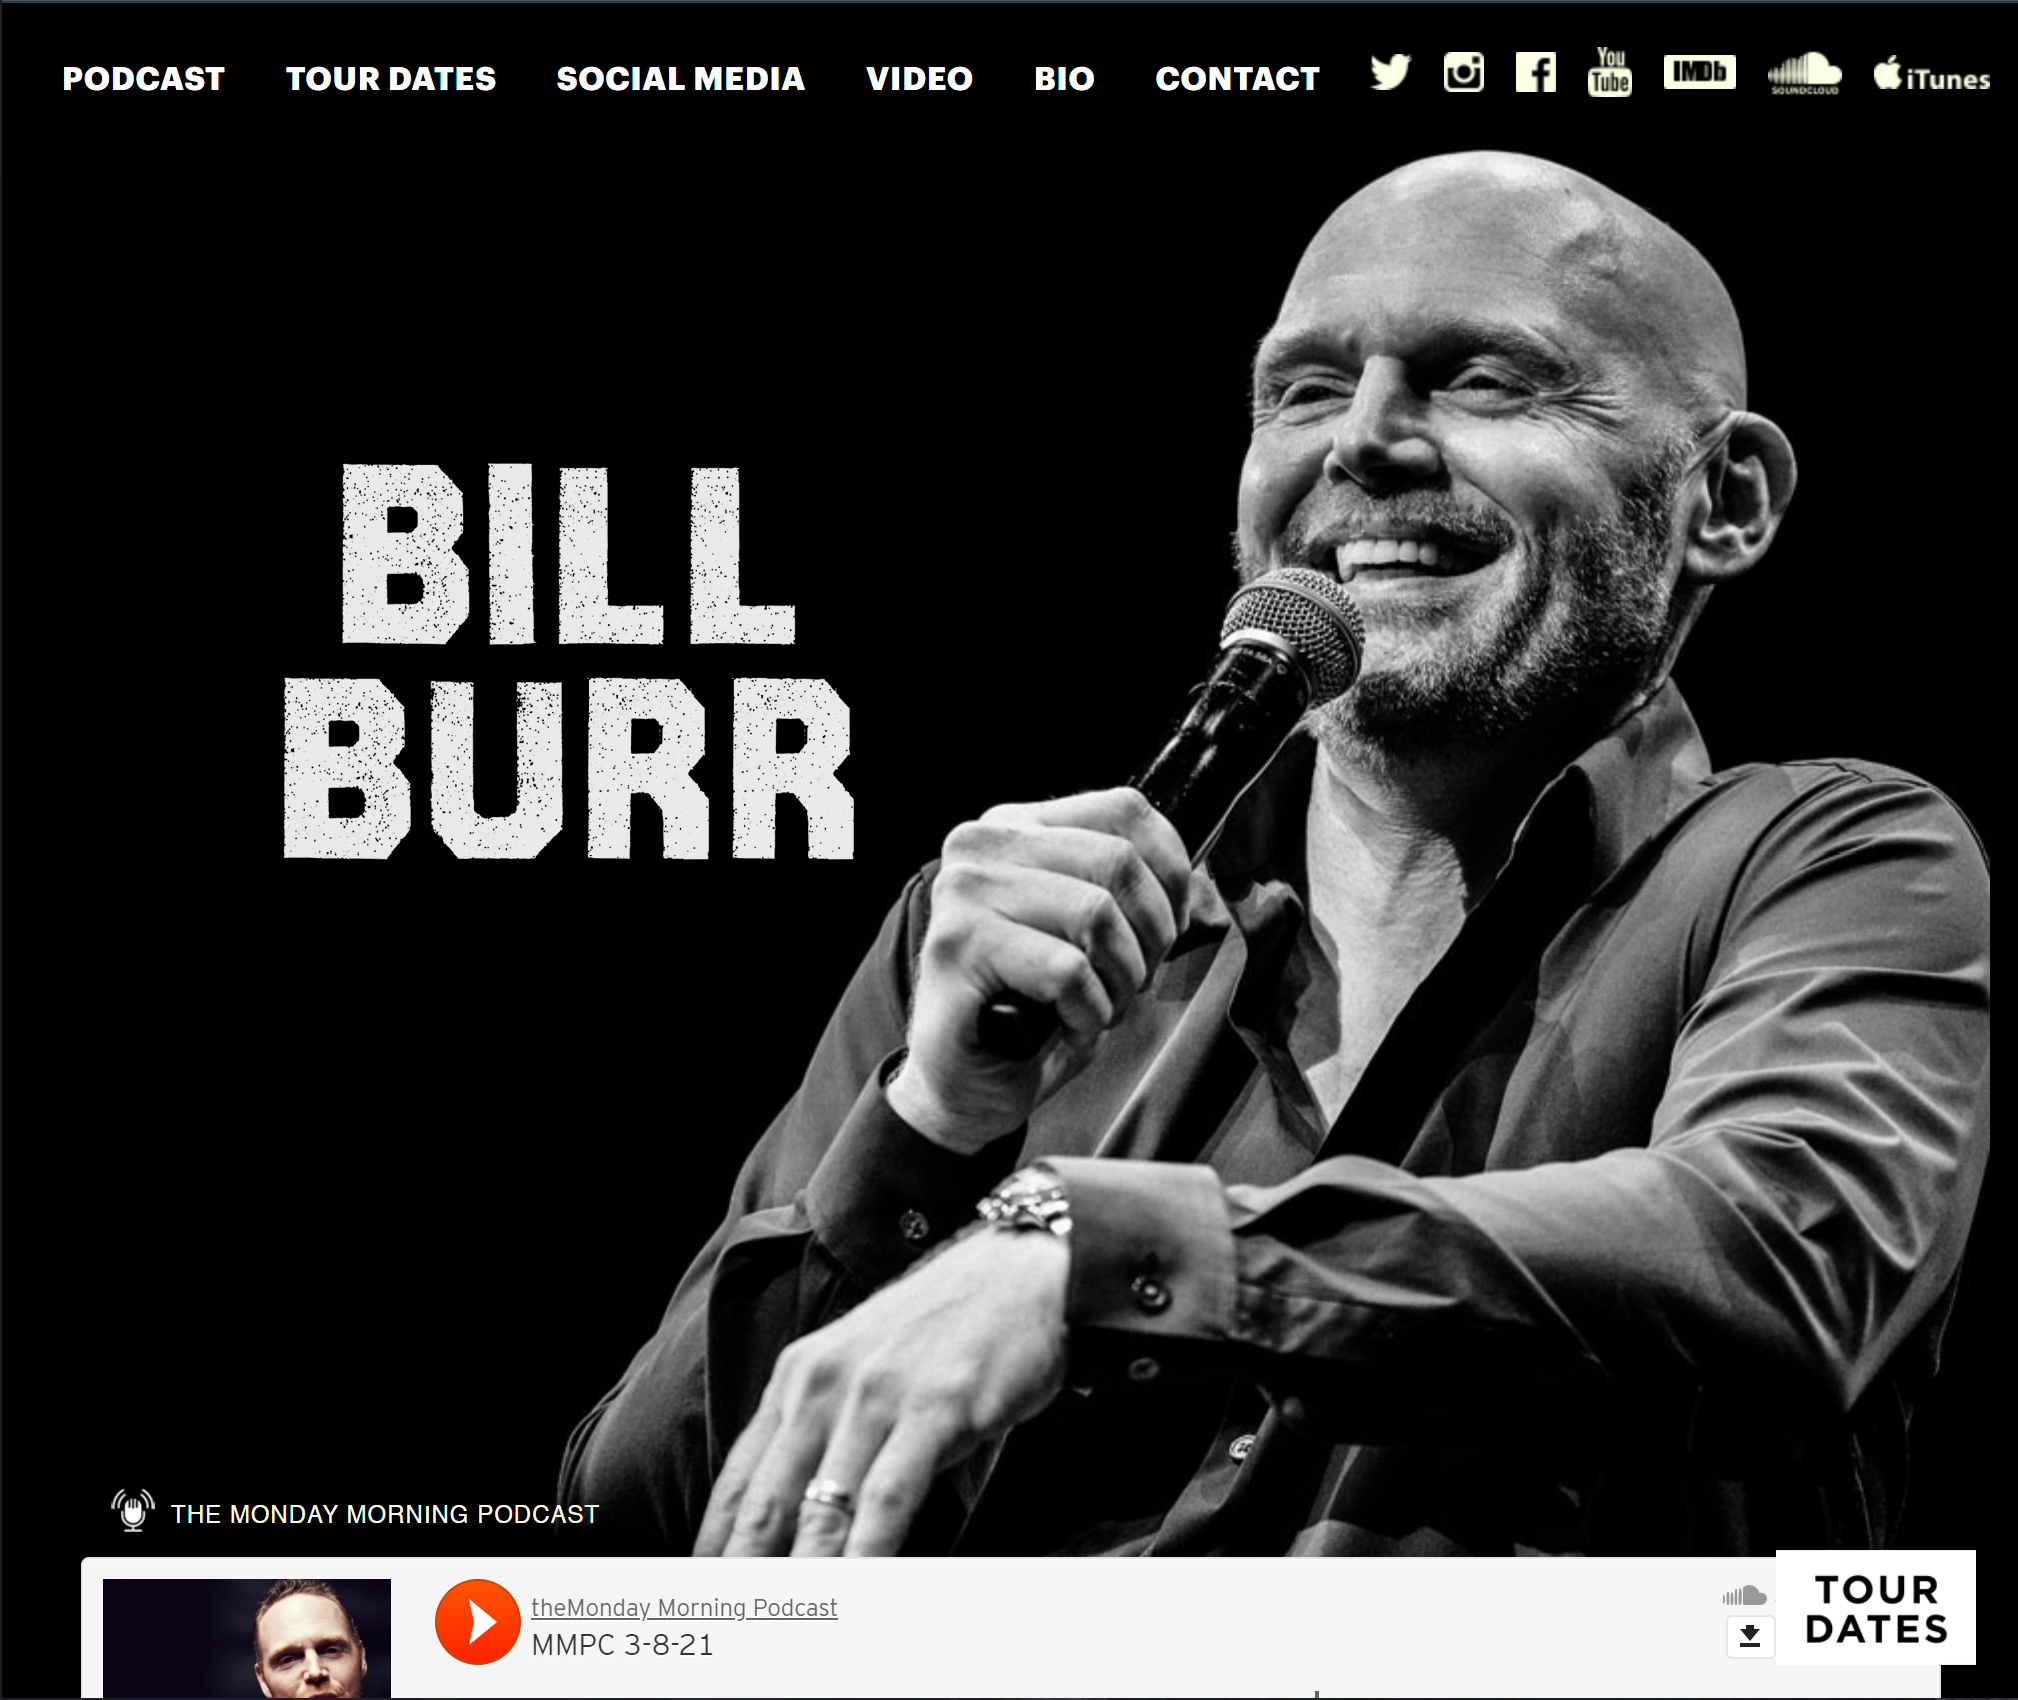 PODCAST TOUR DATES SOCIAL MEDIA VIDEO BIO CONTACT You Tube IMDb SOUNDCLOUD iTunes
BILL
BURR
THE MONDAY MORNING PODCAST
theMonday Morning Podcast
MMPC 3-8-21
TOUR
DATES